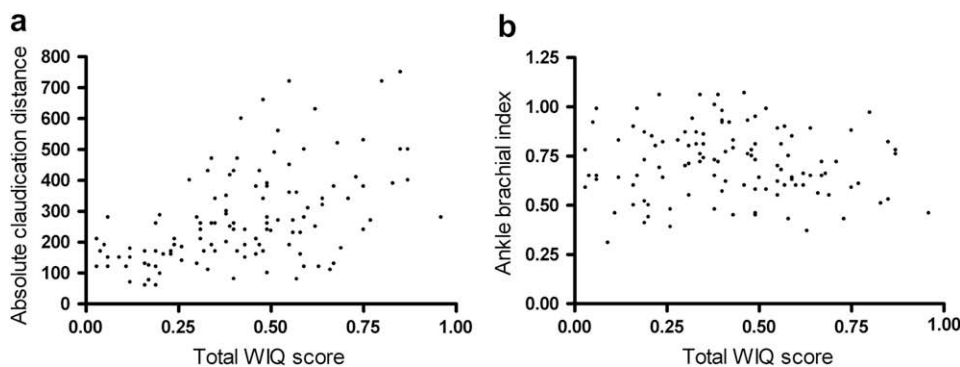 a
Absolute claudication distance
800
700
600
500
400
300
200
100
0
0.00 0.25 0.50 0.75 1.00
Total WIQ score
b
Ankle brachial index
1.25
1.00
0.75
0.50
0.25
0.00
0.00 0.25 0.50 0.75 1.00
Total WIQ score